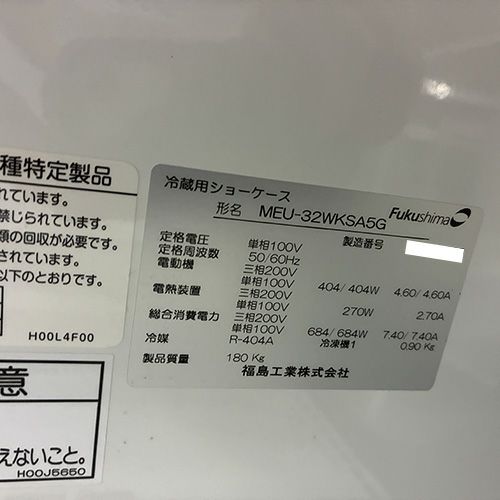 種特定製品
れています。
禁じられています。
類の回収が必要です。
されています。
以下のとおりです。
H00L4F00
意
えないこと。
H00J5650
冷蔵用ショーケース
Fukushima
形名 MEU-32WKSA5G
製造番号
定格電圧 単相100V
定格周波数 50/60Hz
電動機 三相200V
単相100V 404/404W 4.60/4.60A
電熱装置 三相200V
単相100V 270W 2.70A
総合消費電力 三相200V
単相100V 684/684W 7.40/7.40A
冷媒 R-404A 冷凍機1 0.90 Kg
製品質量 180 Kg
福島工業株式会社